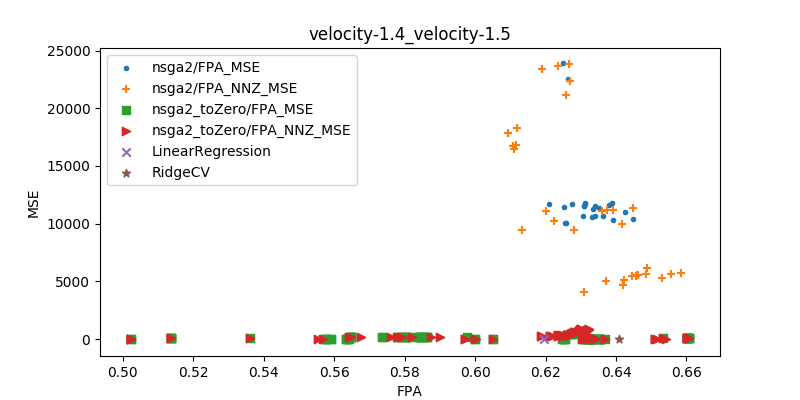 velocity-1.4_velocity-1.5
25000
20000
15000
10000
5000
0
MSE
nsga2/FPA_MSE
nsga2/FPA_NNZ_MSE
nsga2_toZero/FPA_MSE
nsga2_toZero/FPA_NNZ_MSE
LinearRegression
RidgeCV
0.50 0.52 0.54 0.56 0.58 0.60 0.62 0.64 0.66
FPA